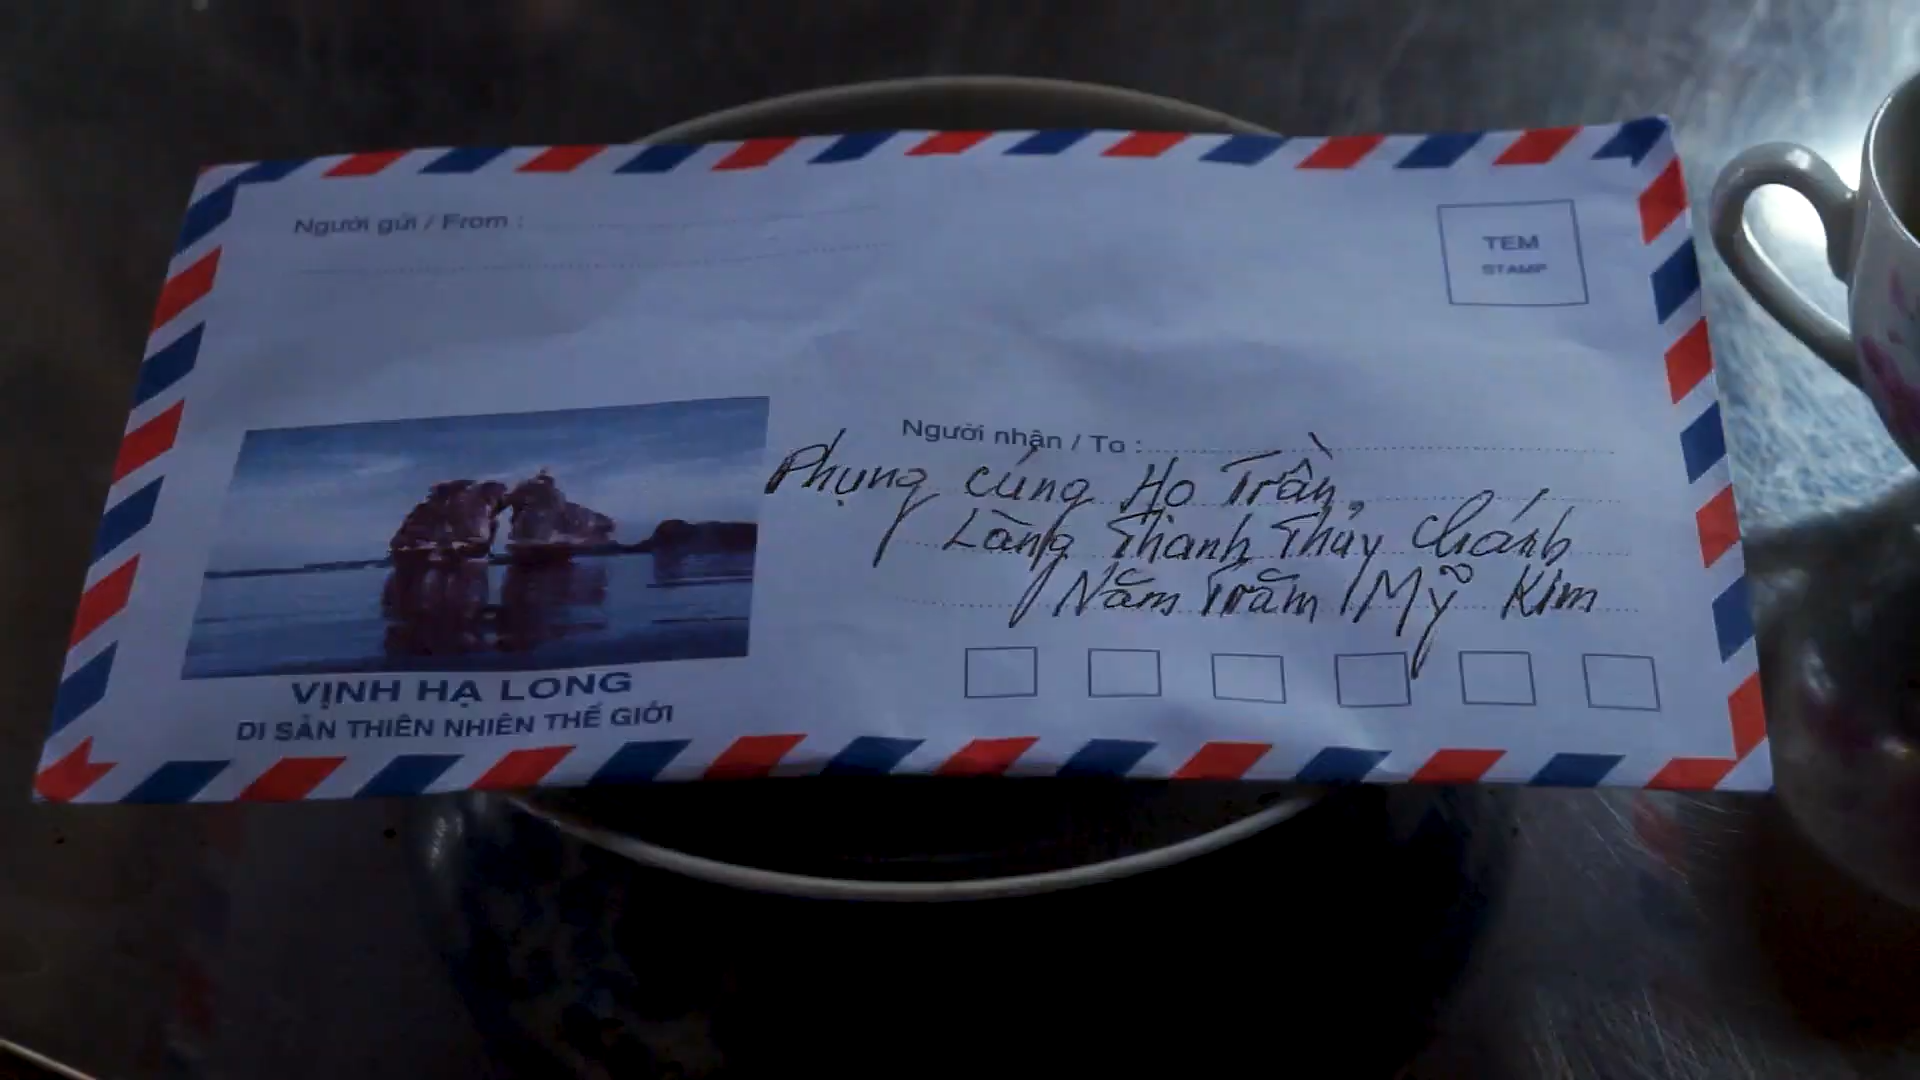 Người gửi / From :
TEM
STAMP
Người nhận / To :
Phụng cúng Họ Trần,
Làng Thanh Thủy Chánh
Năm Trăm Mỹ Kim
VỊNH HẠ LONG
DI SẢN THIÊN NHIÊN THẾ GIỚI